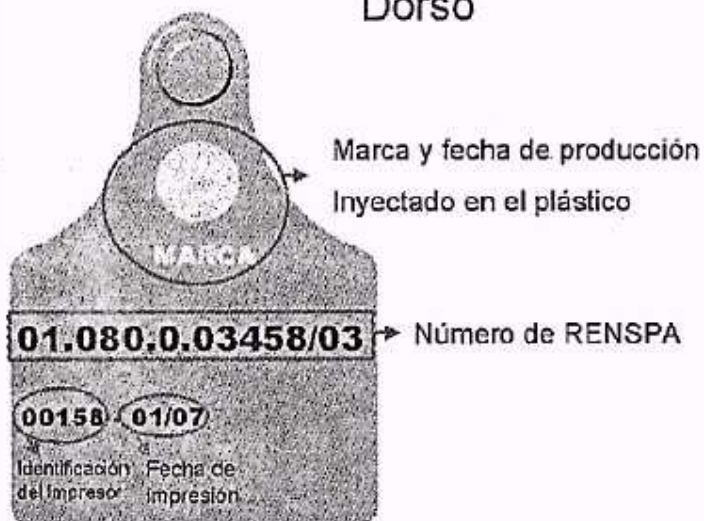 Dorso
Marca y fecha de producción
Inyectado en el plástico
MARCA
01.080.0.03458/03
Número de RENSPA
00158 - 01/07
Identificación del Impresor
Fecha de impresión